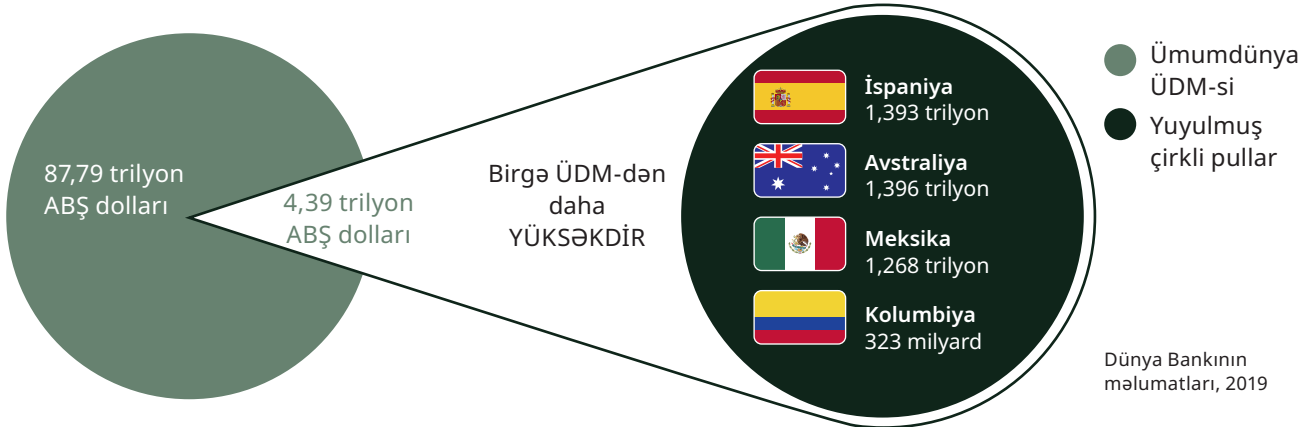 87,79 trilyon
ABŞ dolları
4,39 trilyon
ABŞ dolları
Birgə ÜDM-dən
daha
YÜKSƏKDİR
İspaniya
1,393 trilyon
Avstraliya
1,396 trilyon
Meksika
1,268 trilyon
Kolumbiya
323 milyard
Ümumdünya
ÜDM-si
Yuyulmuş
çirkli pullar
Dünya Bankının
məlumatları, 2019